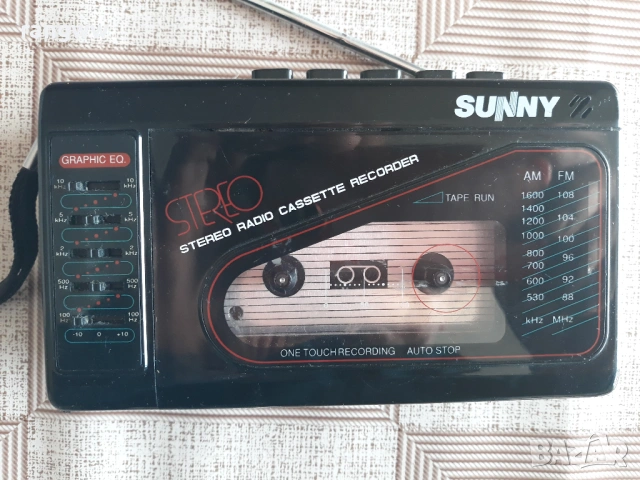 SUNNY
GRAPHIC EQ.
10 kHz 10 kHz
5 kHz 5 kHz
2 kHz 2 kHz
500 Hz 500 Hz
100 Hz 100 Hz
-10 0 +10
STEREO
STEREO RADIO CASSETTE RECORDER
TAPE RUN
ONE TOUCH RECORDING AUTO STOP
AM FM
1600 108
1400
1200 104
1000 100
800 96
700
600 92
530 88
kHz MHz
BAZAR